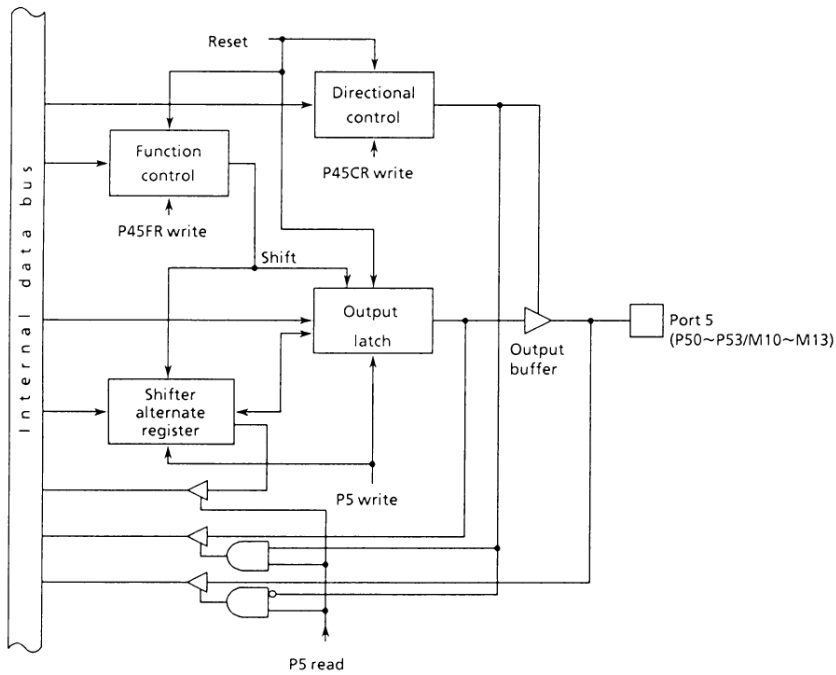 Reset
Directional
control
Function
control
P45CR write
P45FR write
Internal data bus
Shift
Output
latch
Port 5
(P50~P53/M10~M13)
Output
buffer
Shifter
alternate
register
P5 write
P5 read